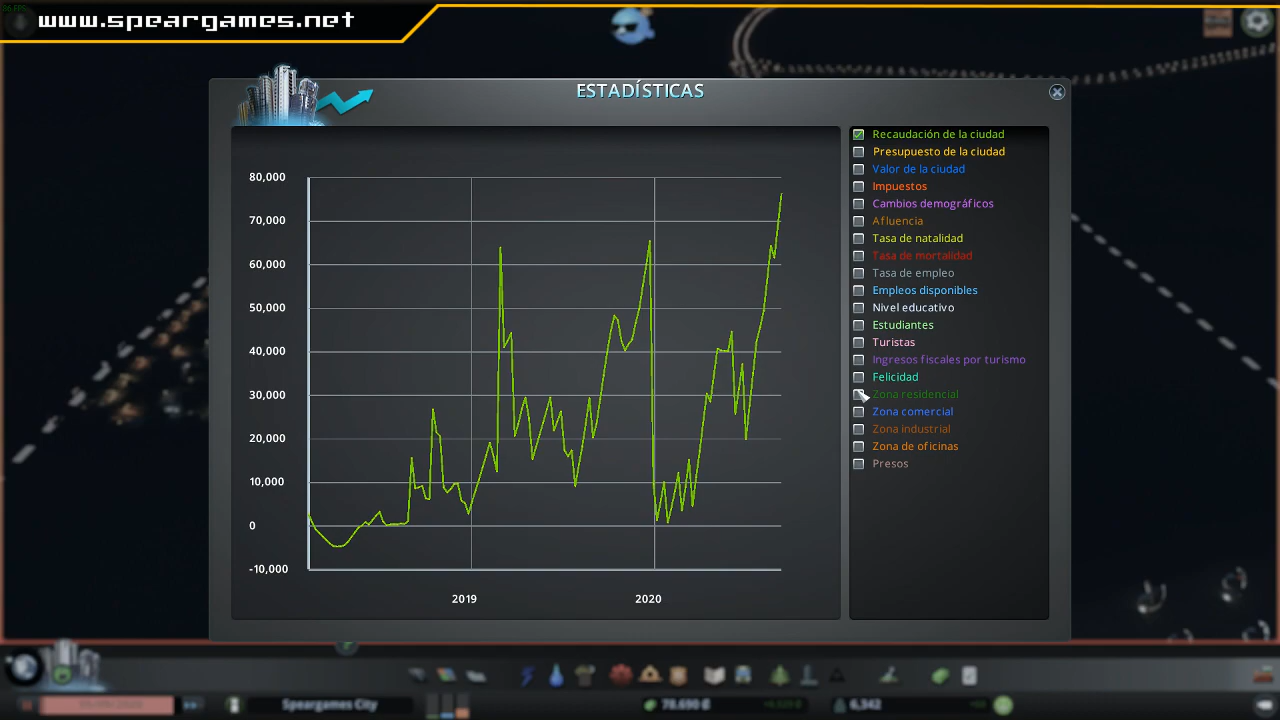 www.speargames.net
ESTADÍSTICAS
80,000
70,000
60,000
50,000
40,000
30,000
20,000
10,000
0
-10,000
2019
2020
Recaudación de la ciudad
Presupuesto de la ciudad
Valor de la ciudad
Impuestos
Cambios demográficos
Afluencia
Tasa de natalidad
Tasa de mortalidad
Tasa de empleo
Empleos disponibles
Nivel educativo
Estudiantes
Turistas
Ingresos fiscales por turismo
Felicidad
Zona residencial
Zona comercial
Zona industrial
Zona de oficinas
Presos
Speargames City
78.690
6,342